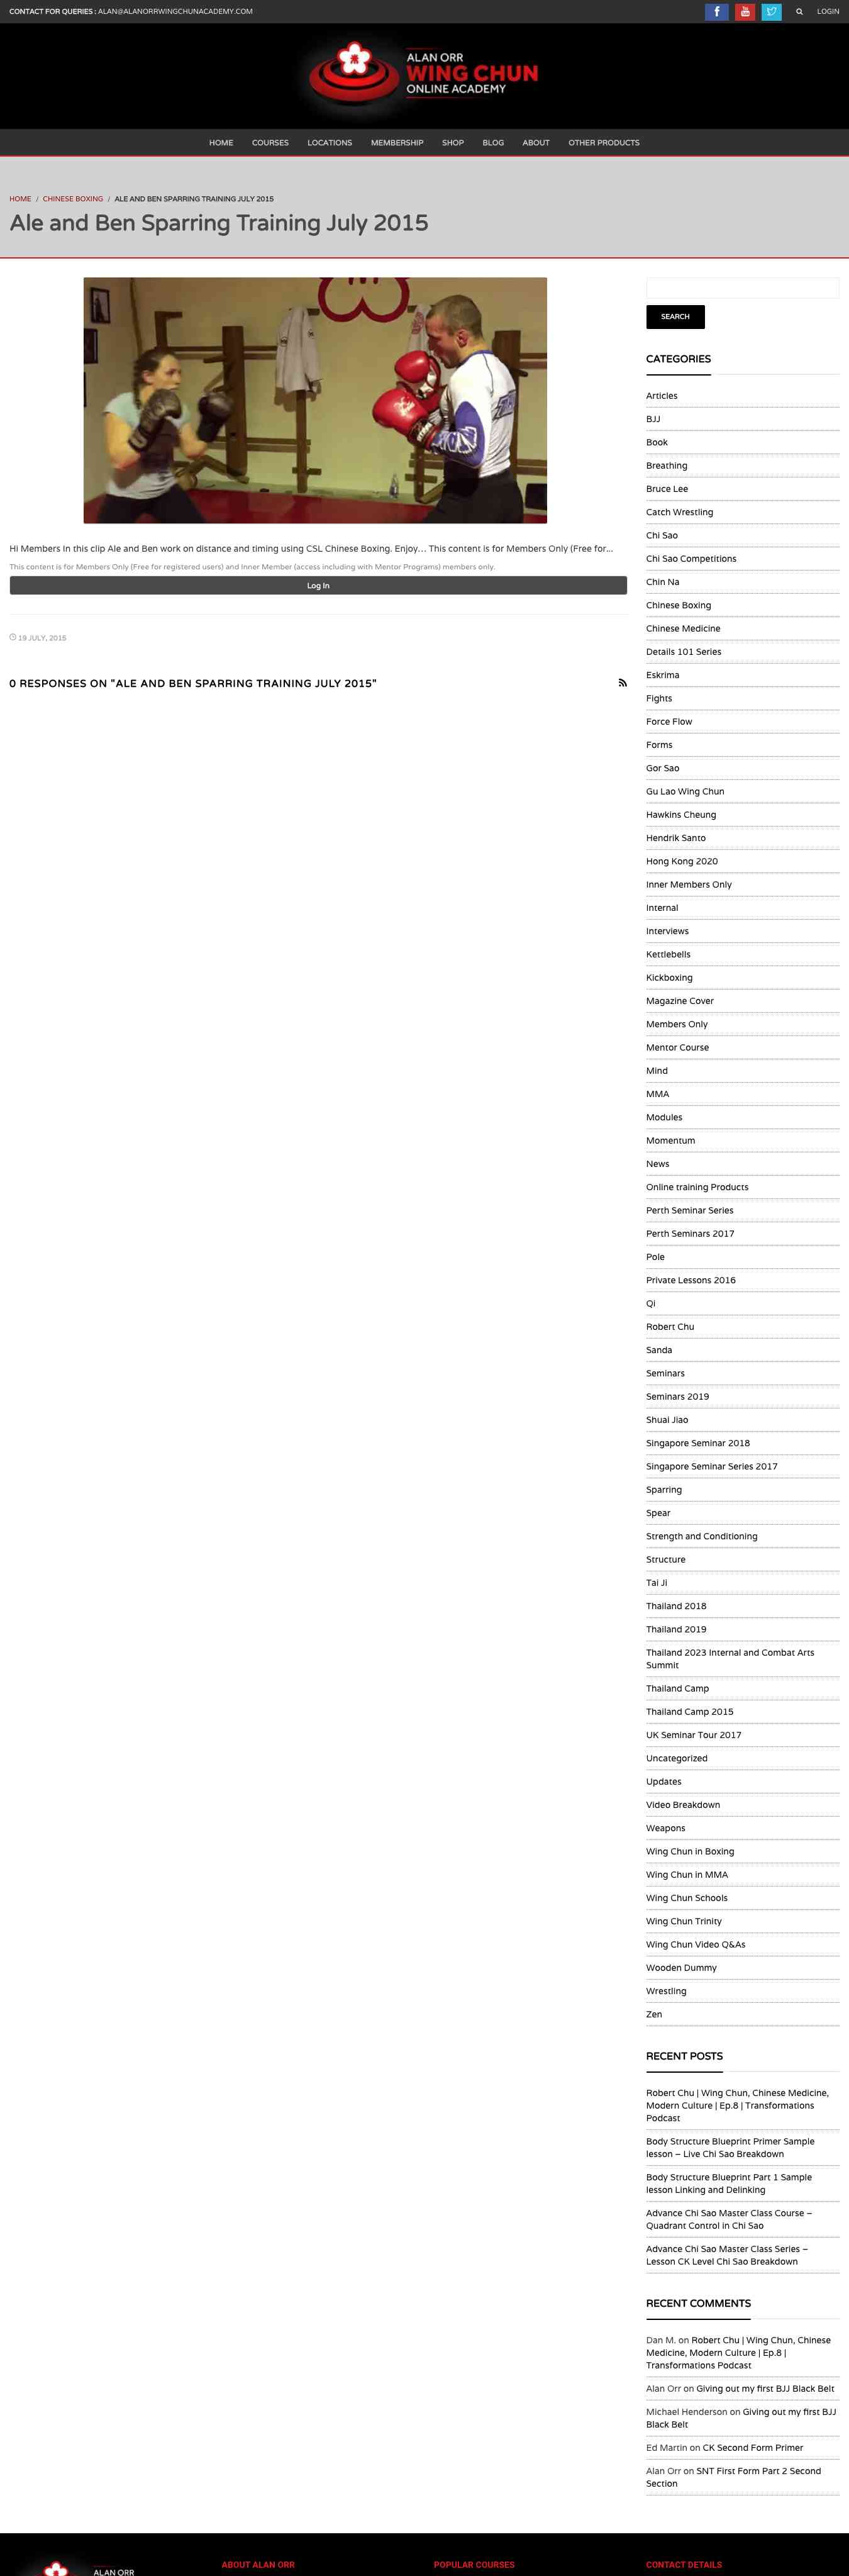 CONTACT FOR QUERIES : ALAN@ALANORRWINGCHUNACADEMY.COM
LOGIN
ALAN ORR
WING CHUN
ONLINE ACADEMY
HOME COURSES LOCATIONS MEMBERSHIP SHOP BLOG ABOUT OTHER PRODUCTS
HOME / CHINESE BOXING / ALE AND BEN SPARRING TRAINING JULY 2015
Ale and Ben Sparring Training July 2015
Hi Members In this clip Ale and Ben work on distance and timing using CSL Chinese Boxing. Enjoy… This content is for Members Only (Free for...
This content is for Members Only (Free for registered users) and Inner Member (access including with Mentor Programs) members only.
Log In
19 JULY, 2015
0 RESPONSES ON "ALE AND BEN SPARRING TRAINING JULY 2015"
SEARCH
CATEGORIES
Articles
BJJ
Book
Breathing
Bruce Lee
Catch Wrestling
Chi Sao
Chi Sao Competitions
Chin Na
Chinese Boxing
Chinese Medicine
Details 101 Series
Eskrima
Fights
Force Flow
Forms
Gor Sao
Gu Lao Wing Chun
Hawkins Cheung
Hendrik Santo
Hong Kong 2020
Inner Members Only
Internal
Interviews
Kettlebells
Kickboxing
Magazine Cover
Members Only
Mentor Course
Mind
MMA
Modules
Momentum
News
Online training Products
Perth Seminar Series
Perth Seminars 2017
Pole
Private Lessons 2016
Qi
Robert Chu
Sanda
Seminars
Seminars 2019
Shuai Jiao
Singapore Seminar 2018
Singapore Seminar Series 2017
Sparring
Spear
Strength and Conditioning
Structure
Tai Ji
Thailand 2018
Thailand 2019
Thailand 2023 Internal and Combat Arts
Summit
Thailand Camp
Thailand Camp 2015
UK Seminar Tour 2017
Uncategorized
Updates
Video Breakdown
Weapons
Wing Chun in Boxing
Wing Chun in MMA
Wing Chun Schools
Wing Chun Trinity
Wing Chun Video Q&As
Wooden Dummy
Wrestling
Zen
RECENT POSTS
Robert Chu | Wing Chun, Chinese Medicine,
Modern Culture | Ep.8 | Transformations
Podcast
Body Structure Blueprint Primer Sample
lesson – Live Chi Sao Breakdown
Body Structure Blueprint Part 1 Sample
lesson Linking and Delinking
Advance Chi Sao Master Class Course –
Quadrant Control in Chi Sao
Advance Chi Sao Master Class Series –
Lesson CK Level Chi Sao Breakdown
RECENT COMMENTS
Dan M. on Robert Chu | Wing Chun, Chinese
Medicine, Modern Culture | Ep.8 |
Transformations Podcast
Alan Orr on Giving out my first BJJ Black Belt
Michael Henderson on Giving out my first BJJ
Black Belt
Ed Martin on CK Second Form Primer
Alan Orr on SNT First Form Part 2 Second
Section
ALAN ORR
ABOUT ALAN ORR
POPULAR COURSES
CONTACT DETAILS